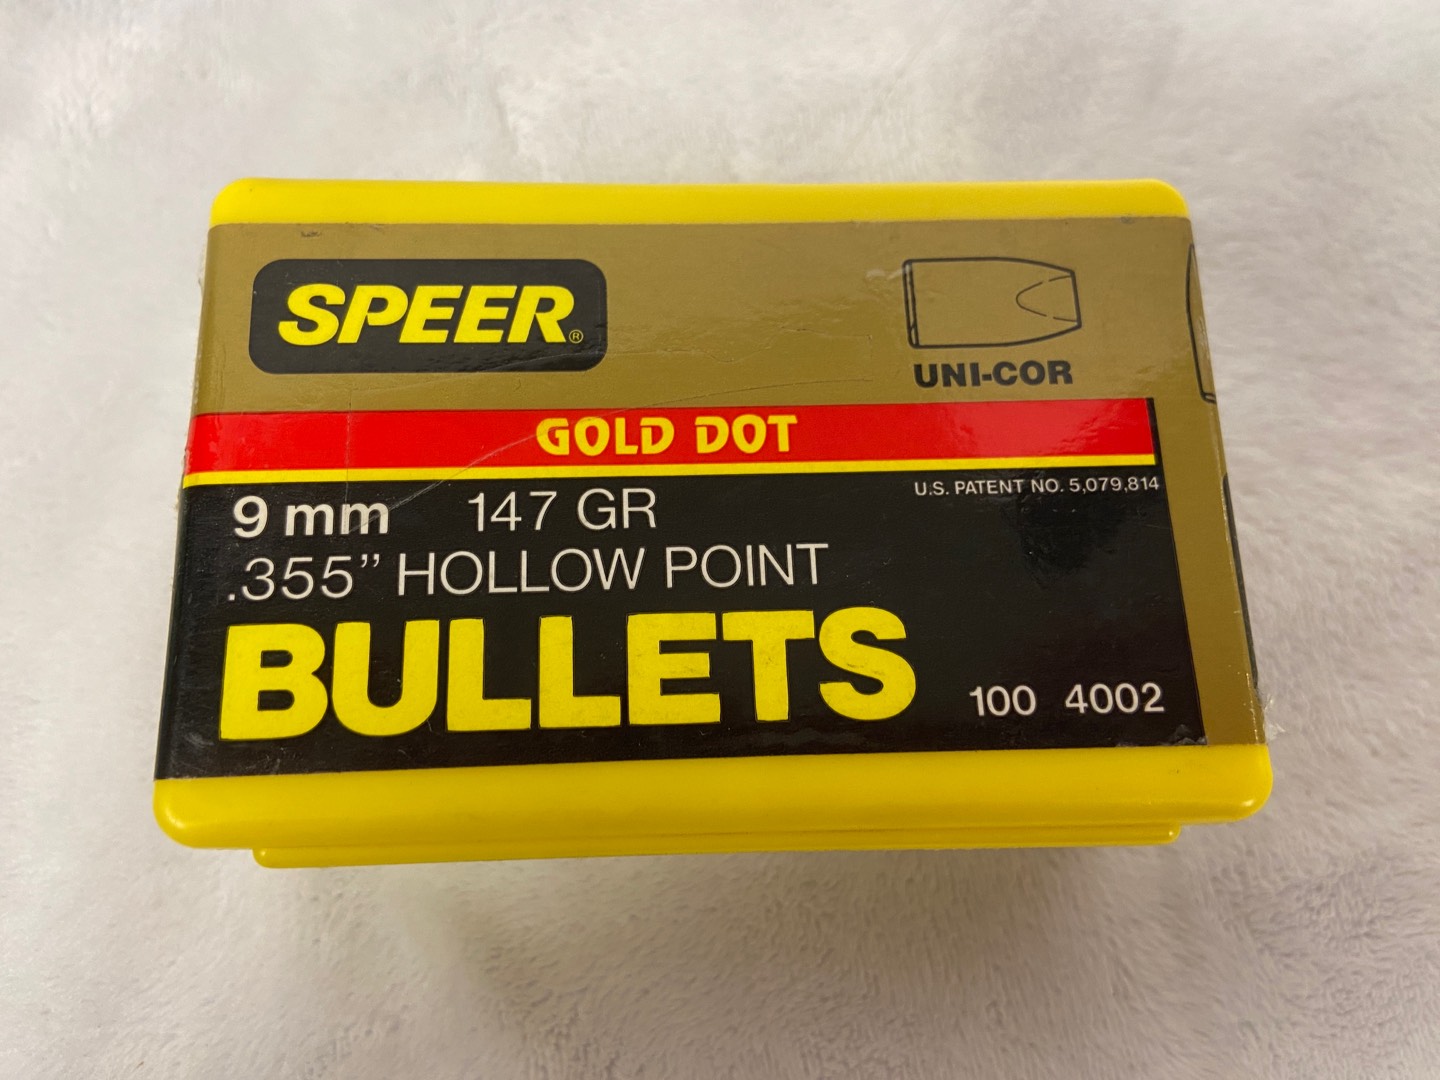 SPEER®
UNI-COR
GOLD DOT
U.S. PATENT NO. 5,079,814
9 mm 147 GR
.355” HOLLOW POINT
BULLETS
100 4002